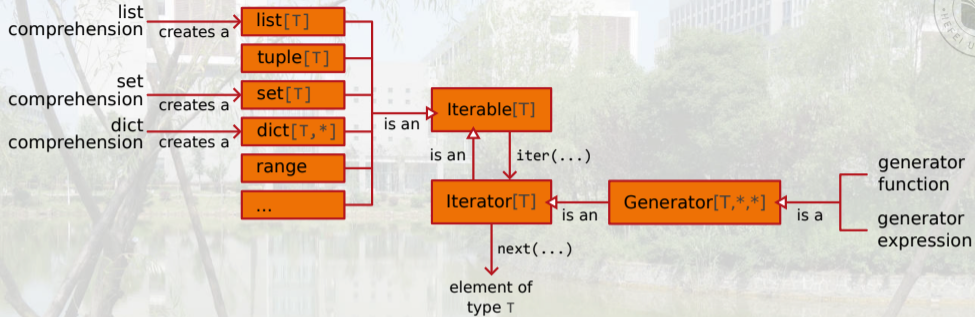 list
comprehension
creates a
list[T]
tuple[T]
set
comprehension
creates a
set[T]
dict
comprehension
creates a
dict[T,*]
range
...
is an
Iterable[T]
is an
iter(...)
Iterator[T]
is an
Generator[T,*,*]
is a
generator
function
generator
expression
next(...)
element of
type T